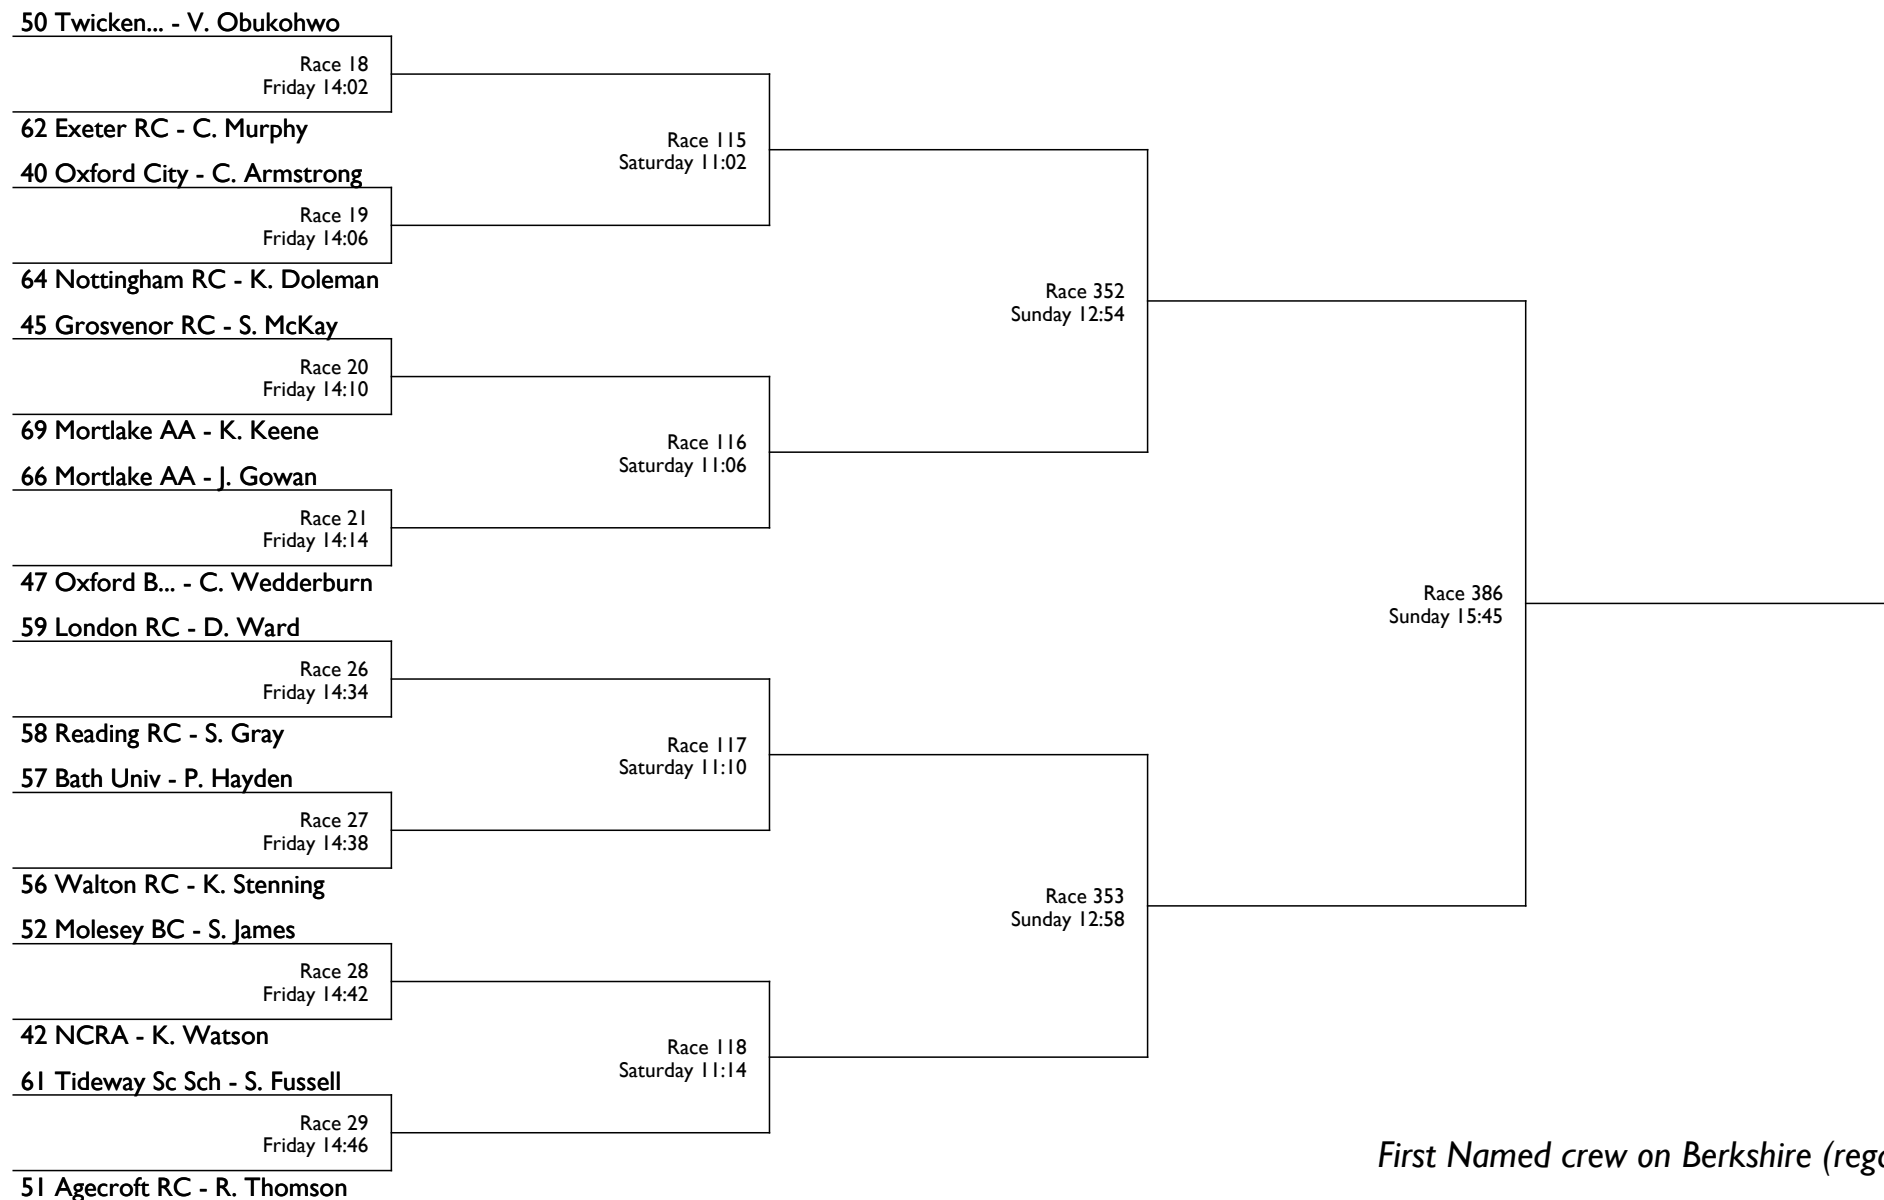 50 Twicken... - V. Obukohwo
Race 18
Friday 14:02
62 Exeter RC - C. Murphy
Race 115
Saturday 11:02
40 Oxford City - C. Armstrong
Race 19
Friday 14:06
64 Nottingham RC - K. Doleman
Race 352
Sunday 12:54
45 Grosvenor RC - S. McKay
Race 20
Friday 14:10
69 Mortlake AA - K. Keene
Race 116
Saturday 11:06
66 Mortlake AA - J. Gowan
Race 21
Friday 14:14
47 Oxford B... - C. Wedderburn
Race 386
Sunday 15:45
59 London RC - D. Ward
Race 26
Friday 14:34
58 Reading RC - S. Gray
Race 117
Saturday 11:10
57 Bath Univ - P. Hayden
Race 27
Friday 14:38
56 Walton RC - K. Stenning
Race 353
Sunday 12:58
52 Molesey BC - S. James
Race 28
Friday 14:42
42 NCRA - K. Watson
Race 118
Saturday 11:14
61 Tideway Sc Sch - S. Fussell
Race 29
Friday 14:46
51 Agecroft RC - R. Thomson
First Named crew on Berkshire